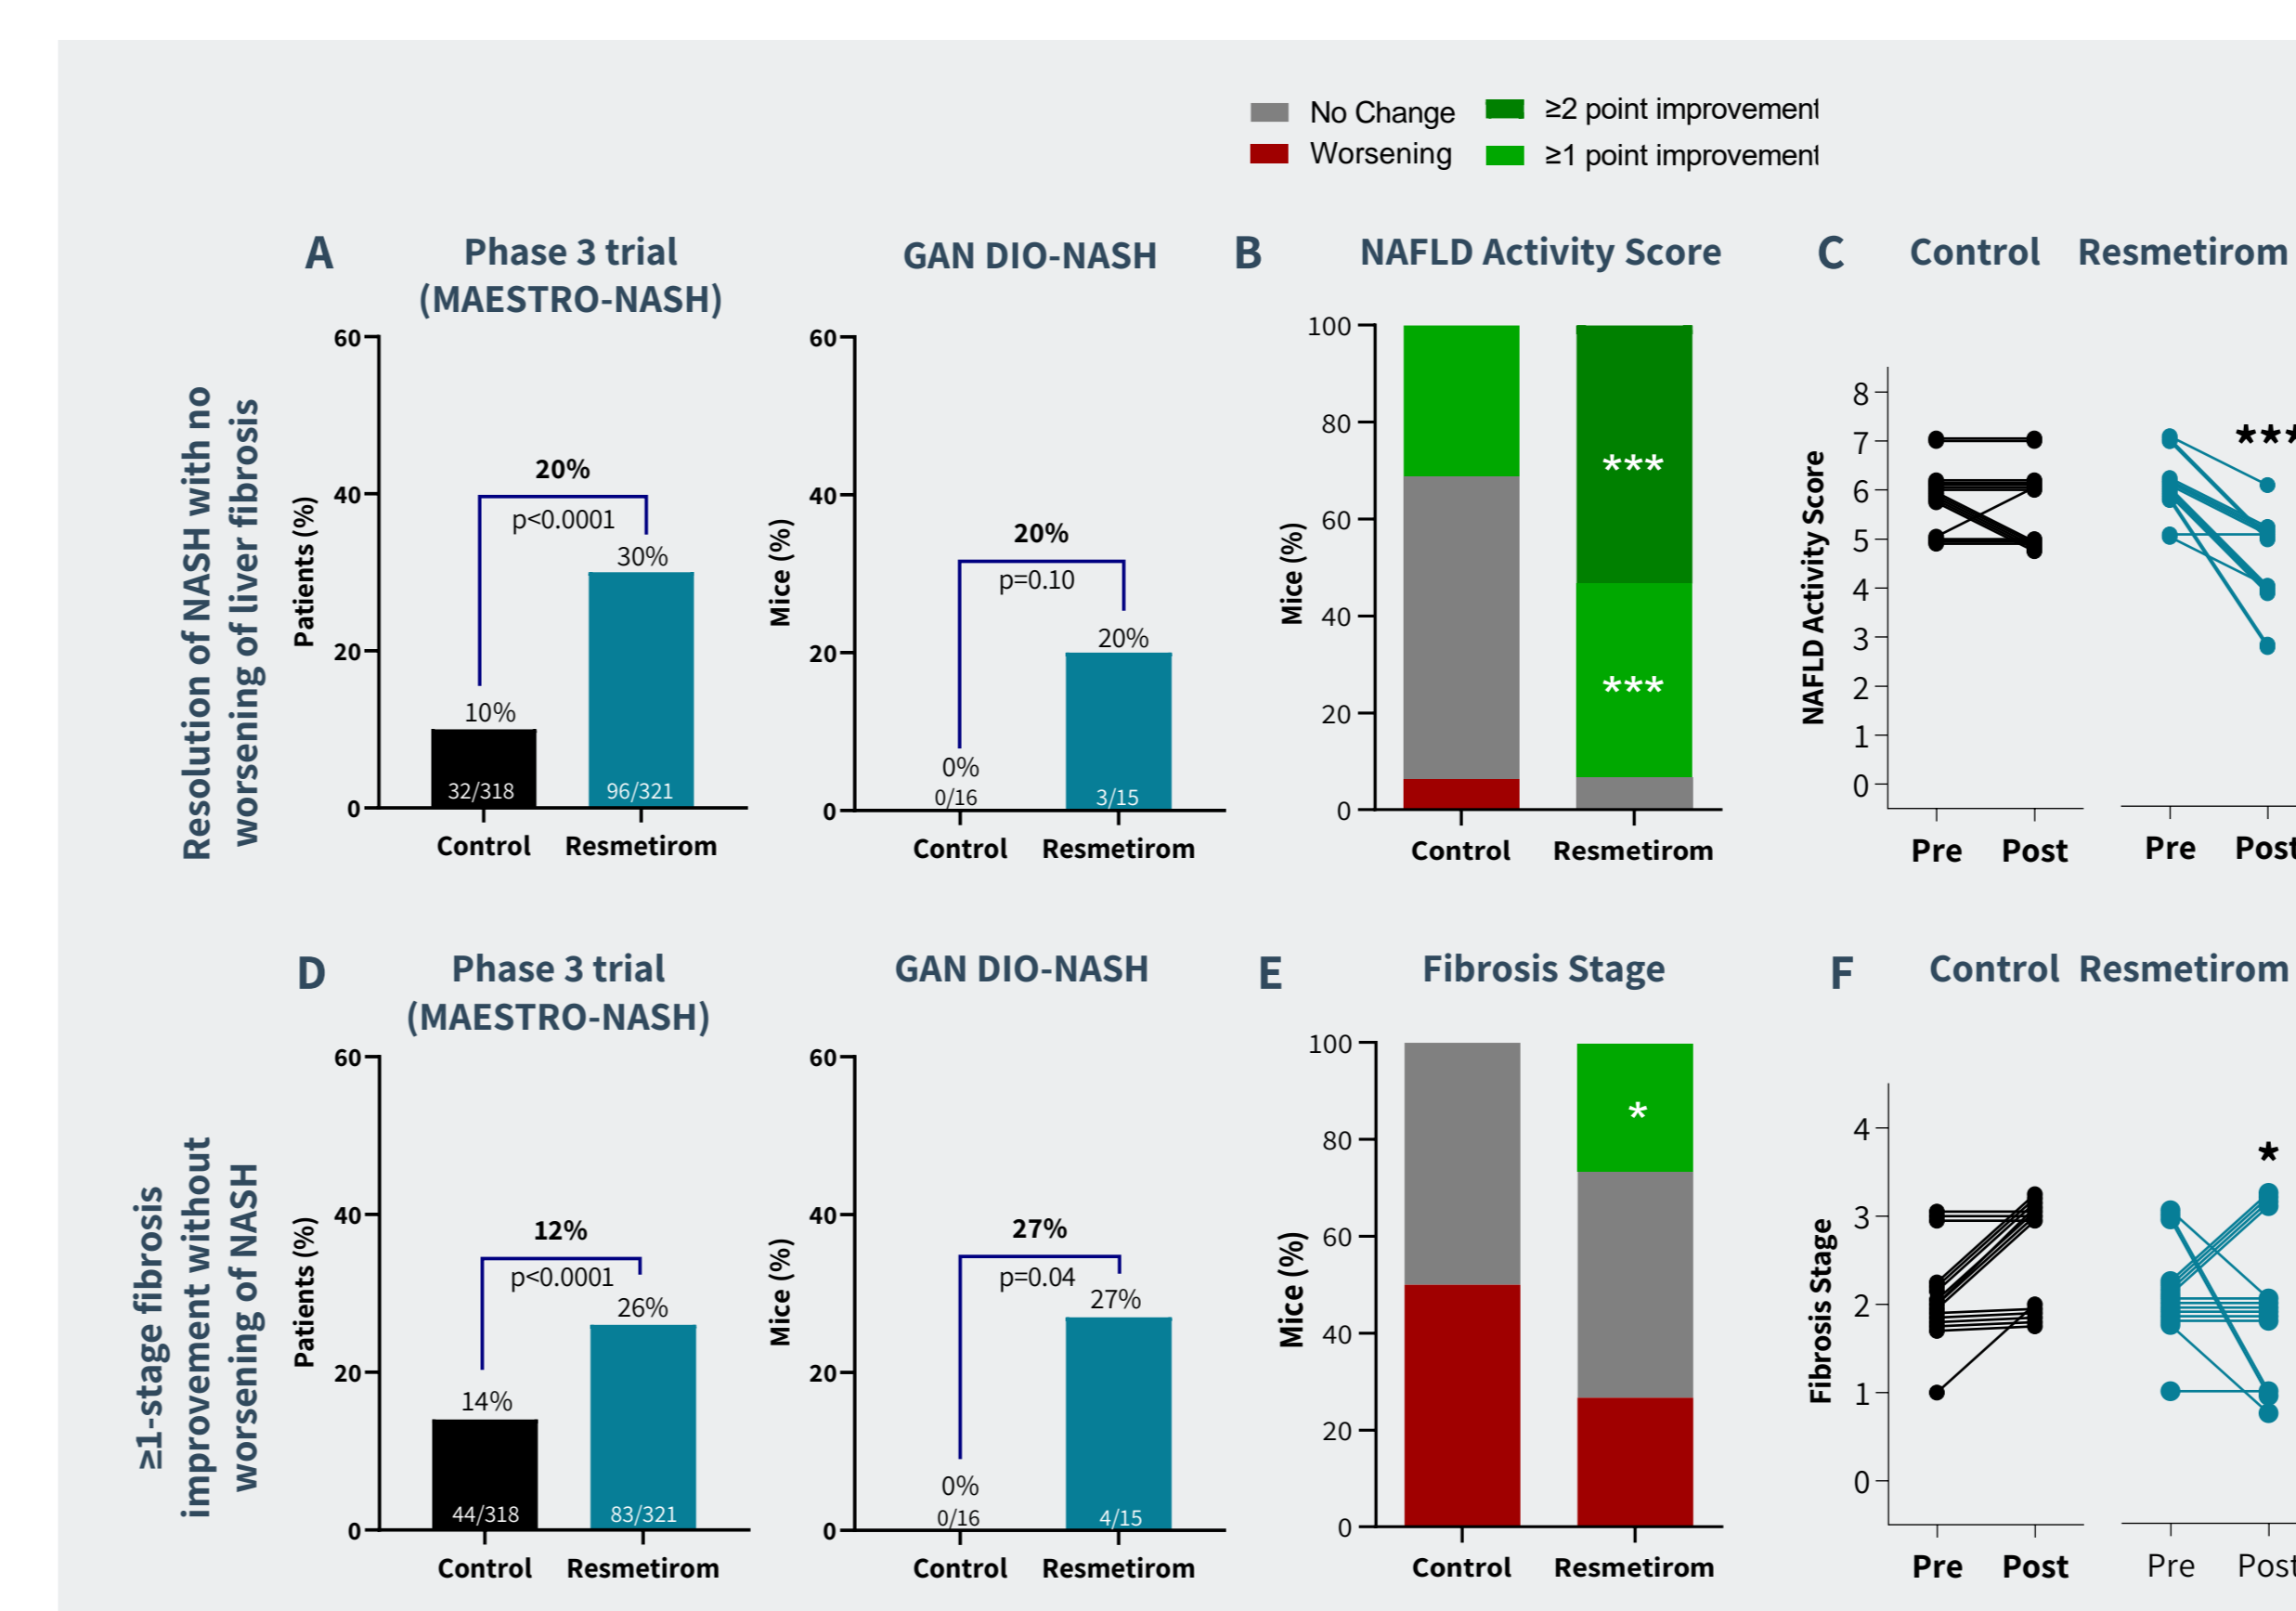 No Change
≥2 point improvement
Worsening
≥1 point improvement
A
Phase 3 trial
(MAESTRO-NASH)
GAN DIO-NASH
B
NAFLD Activity Score
C
Control
Resmetirom
Resolution of NASH with no
worsening of liver fibrosis
Patients (%)
60
40
20
0
20%
p<0.0001
30%
10%
32/318
96/321
Control
Resmetirom
Mice (%)
60
40
20
0
20%
p=0.10
20%
0%
0/16
3/15
Control
Resmetirom
Mice (%)
100
80
60
40
20
0
***
***
Control
Resmetirom
NAFLD Activity Score
8
7
6
5
4
3
2
1
0
***
Pre
Post
Pre
Post
D
Phase 3 trial
(MAESTRO-NASH)
GAN DIO-NASH
E
Fibrosis Stage
F
Control
Resmetirom
≥1-stage fibrosis
improvement without
worsening of NASH
Patients (%)
60
40
20
0
12%
p<0.0001
26%
14%
44/318
83/321
Control
Resmetirom
Mice (%)
60
40
20
0
27%
p=0.04
27%
0%
0/16
4/15
Control
Resmetirom
Mice (%)
100
80
60
40
20
0
*
Control
Resmetirom
Fibrosis Stage
4
3
2
1
0
*
Pre
Post
Pre
Post